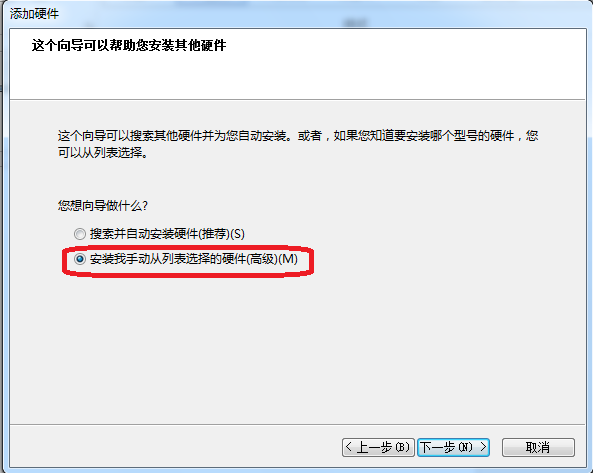 添加硬件
这个向导可以帮助您安装其他硬件
这个向导可以搜索其他硬件并为您自动安装。或者，如果您知道要安装哪个型号的硬件，您
可以从列表选择。
您想向导做什么?
搜索并自动安装硬件(推荐)(S)
安装我手动从列表选择的硬件(高级)(M)
< 上一步(B) 下一步(N) > 取消